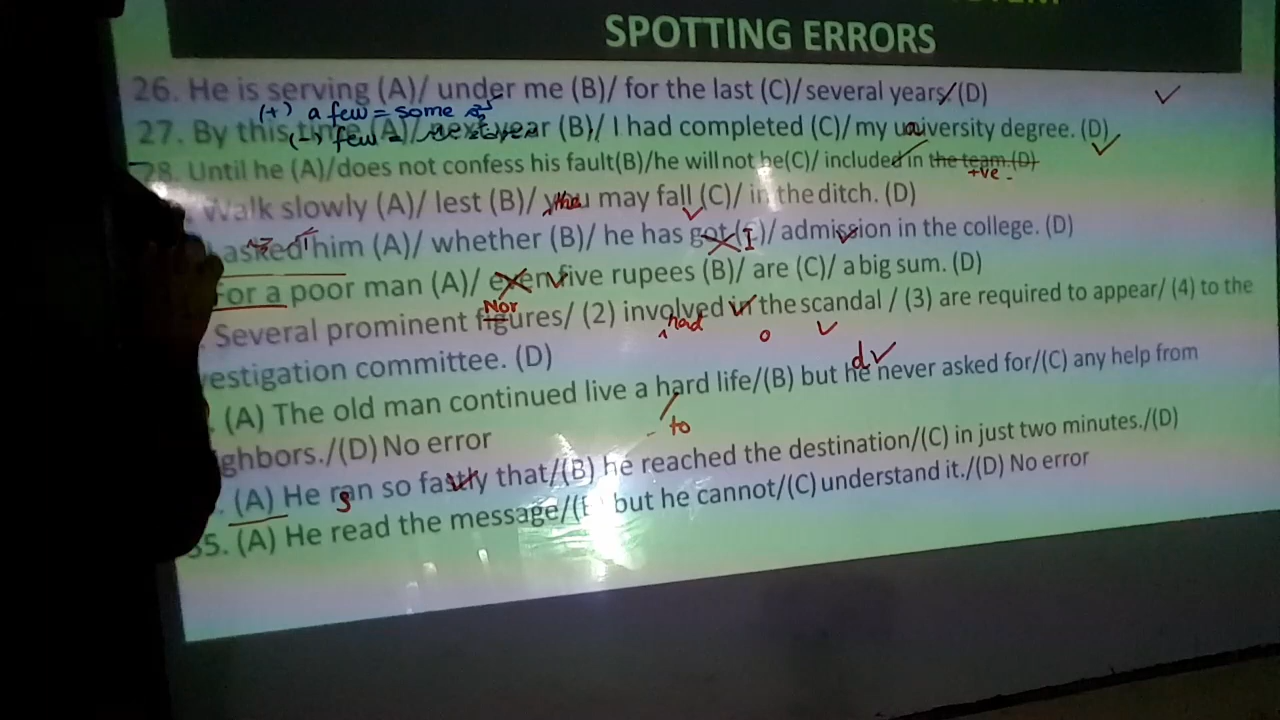 SPOTTING ERRORS
26. He is serving (A)/ under me (B)/ for the last (C)/ several years/ (D)
(+) a few = some
27. By this time (A)/ next year (B)/ I had completed (C)/ my university degree. (D)
(-) few =
28. Until he (A)/does not confess his fault(B)/he will not be(C)/ included in the team.(D)
+ve -
Walk slowly (A)/ lest (B)/ you may fall (C)/ in the ditch. (D)
asked him (A)/ whether (B)/ he has got (C)/ admission in the college. (D)
I
For a poor man (A)/ even five rupees (B)/ are (C)/ a big sum. (D)
Nor
Several prominent figures/ (2) involved in the scandal / (3) are required to appear/ (4) to the
had
estigation committee. (D)
(A) The old man continued live a hard life/(B) but he never asked for/(C) any help from
to
ghbors./(D) No error
(A) He ran so fastly that/(B) he reached the destination/(C) in just two minutes./(D)
35. (A) He read the message/( but he cannot/(C) understand it./(D) No error